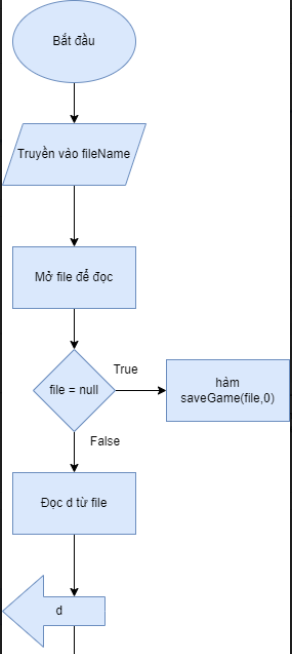 Bắt đầu
Truyền vào fileName
Mở file để đọc
file = null
True
hàm
saveGame(file,0)
False
Đọc d từ file
d